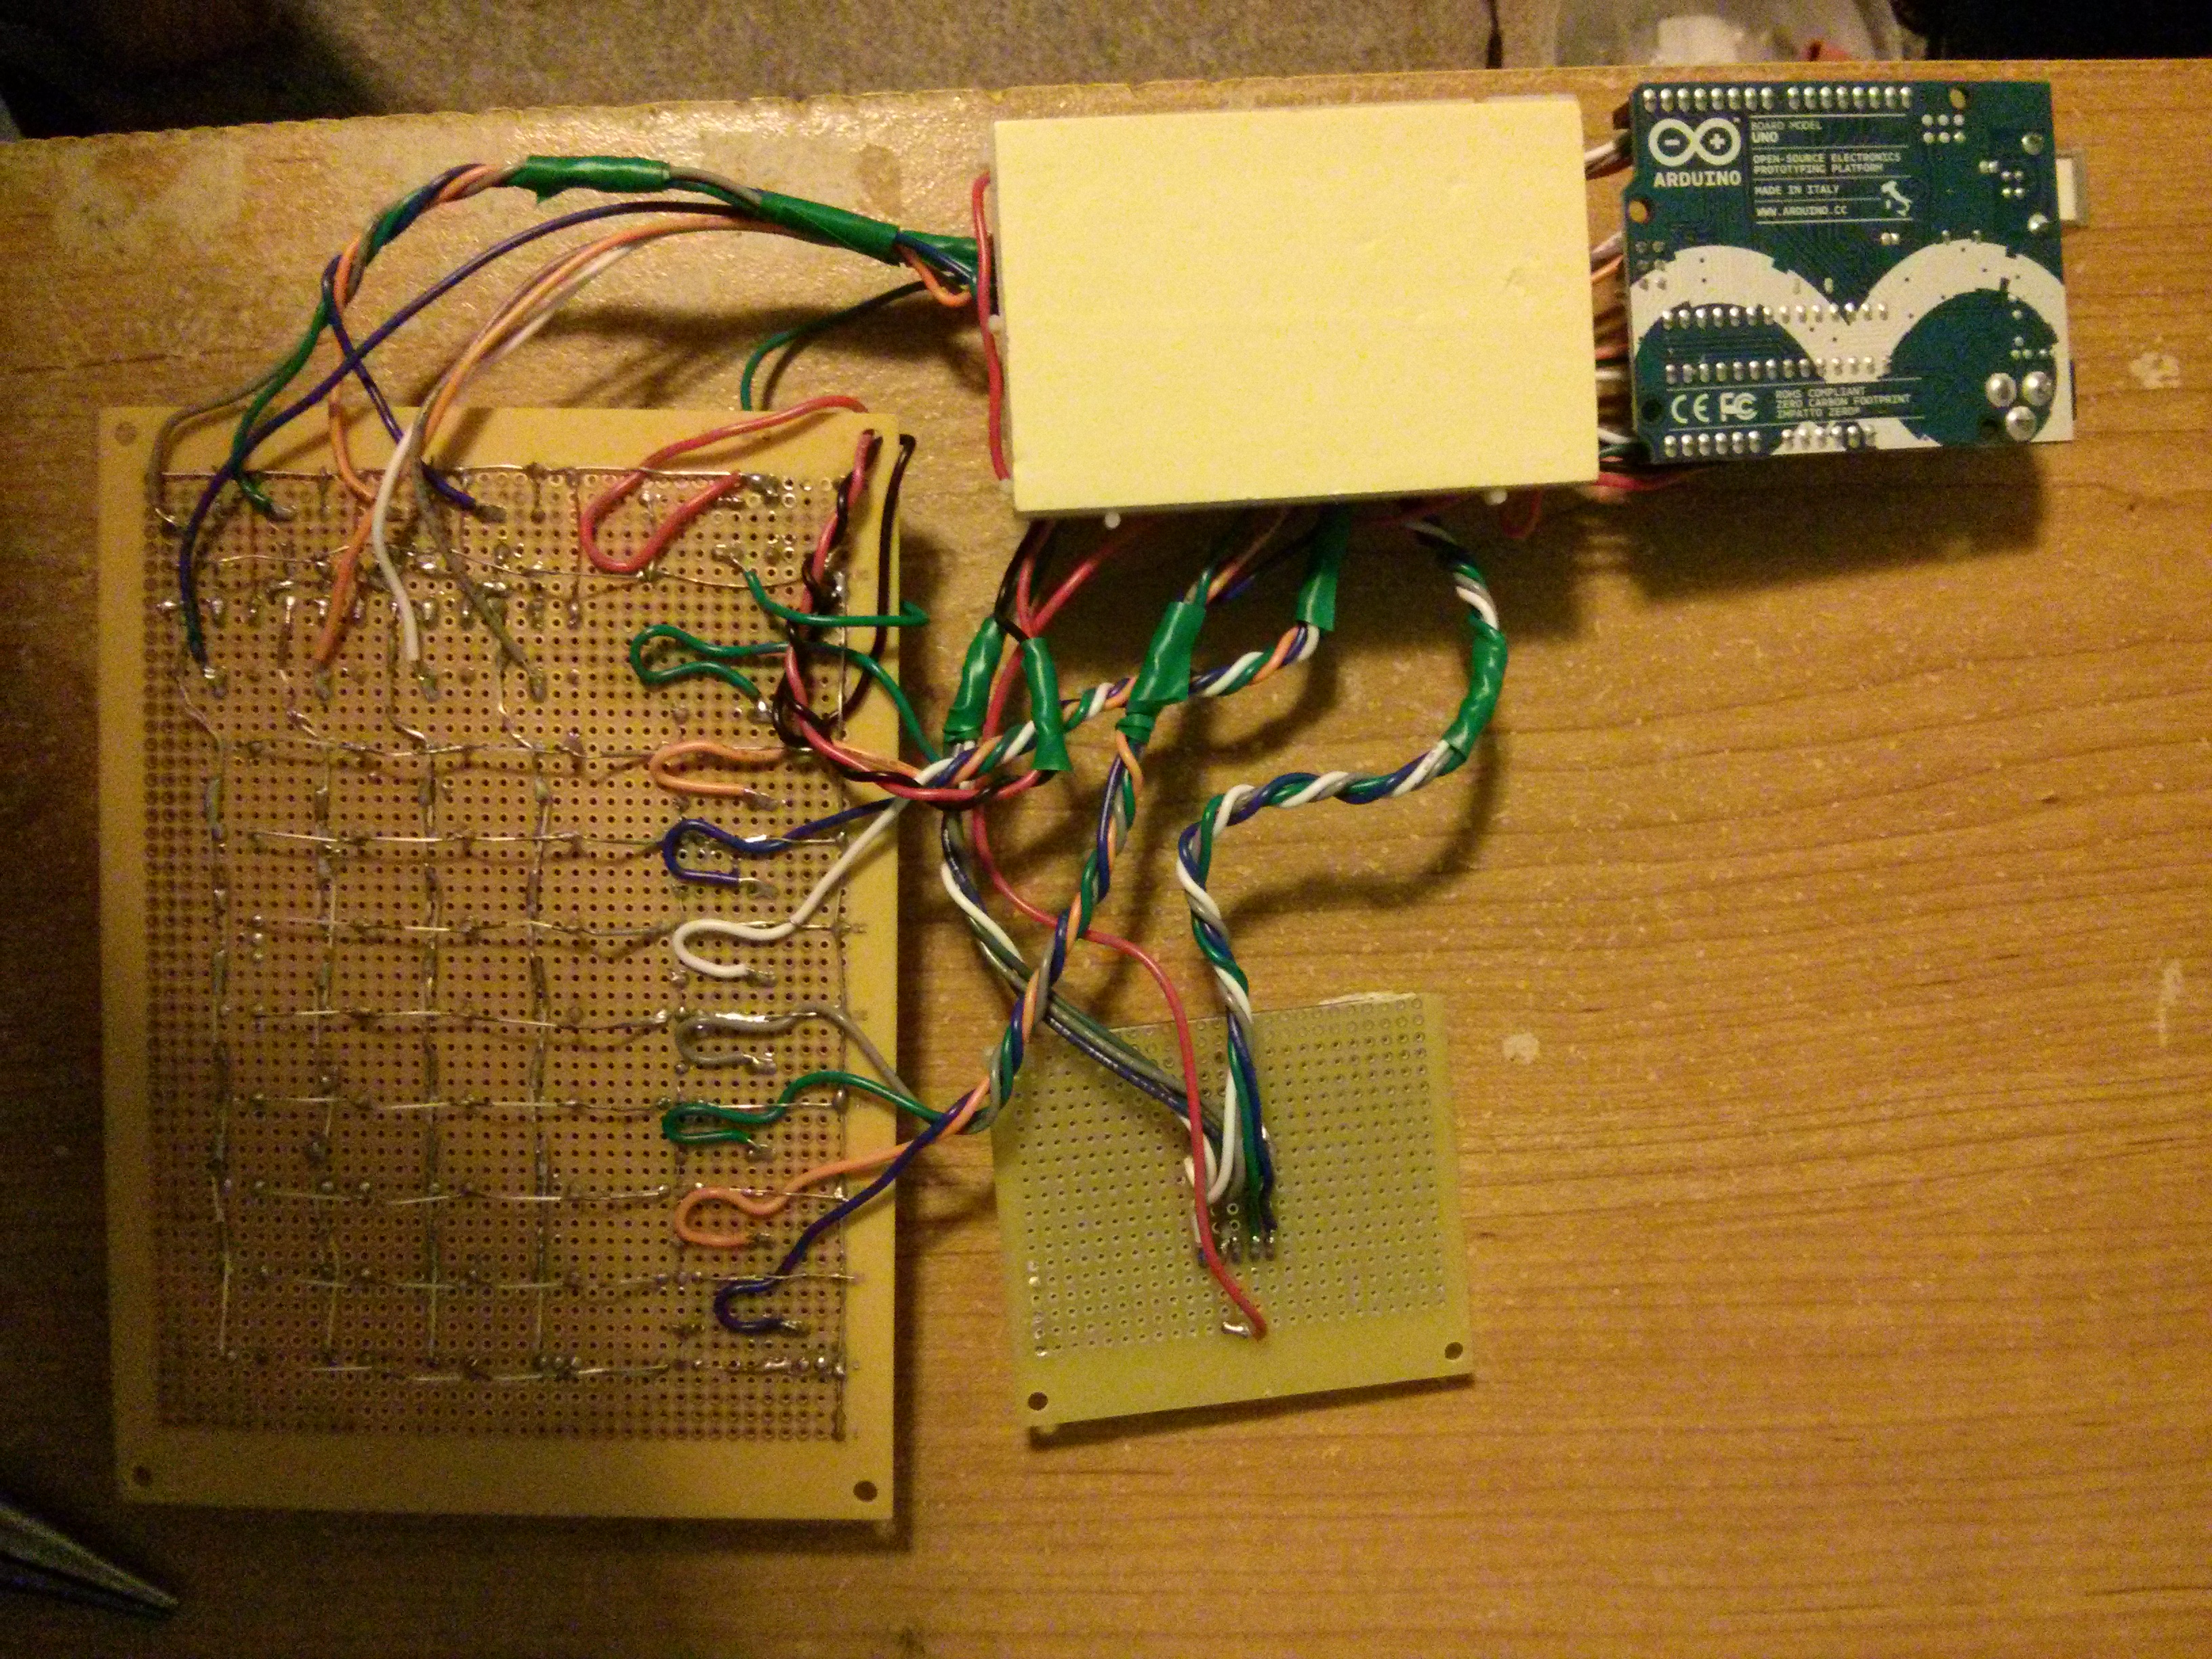 ARDUINO
BOARD MODEL
UNO
OPEN-SOURCE ELECTRONICS
PROTOTYPING PLATFORM
MADE IN ITALY
WWW.ARDUINO.CC
CE FC
ROHS COMPLIANT
ZERO CARBON FOOTPRINT
IMPATTO ZERO®